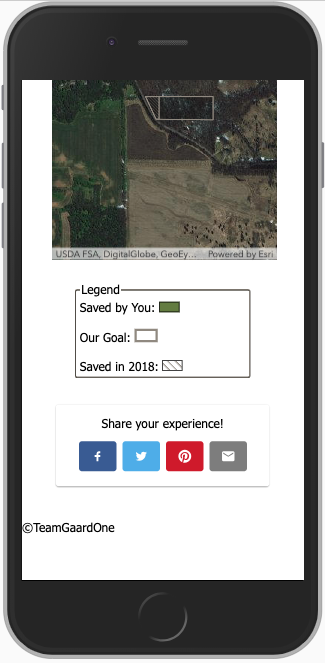 USDA FSA, DigitalGlobe, GeoEy... Powered by Esri
Legend
Saved by You:
Our Goal:
Saved in 2018:
Share your experience!
©TeamGaardOne